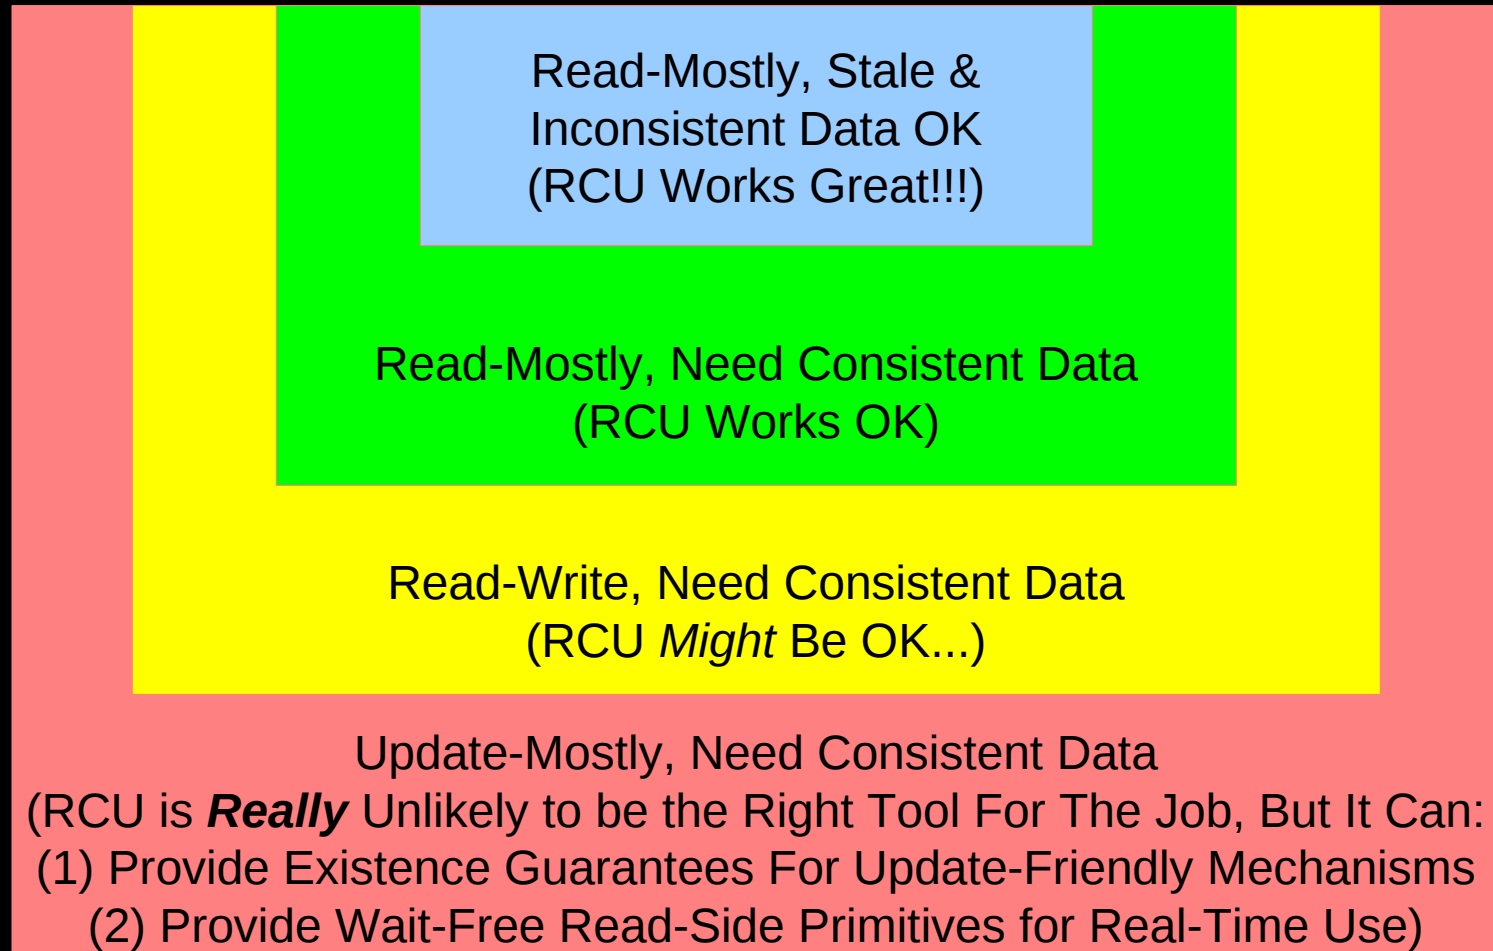 Read-Mostly, Stale &
Inconsistent Data OK
(RCU Works Great!!!)
Read-Mostly, Need Consistent Data
(RCU Works OK)
Read-Write, Need Consistent Data
(RCU Might Be OK...)
Update-Mostly, Need Consistent Data
(RCU is Really Unlikely to be the Right Tool For The Job, But It Can:
(1) Provide Existence Guarantees For Update-Friendly Mechanisms
(2) Provide Wait-Free Read-Side Primitives for Real-Time Use)